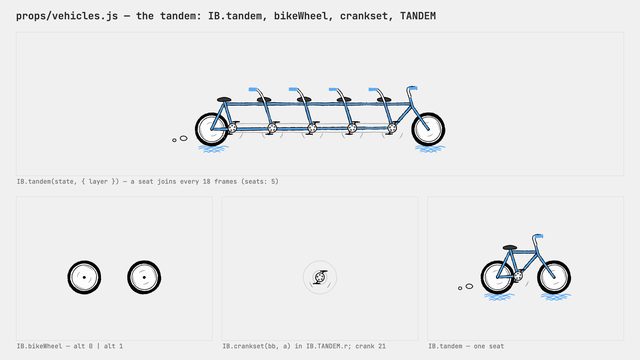 props/vehicles.js — the tandem: IB.tandem, bikeWheel, crankset, TANDEM
IB.tandem(state, { layer }) — a seat joins every 18 frames (seats: 5)
IB.bikeWheel — alt 0 | alt 1
IB.crankset(bb, a) in IB.TANDEM.r; crank 21
IB.tandem — one seat